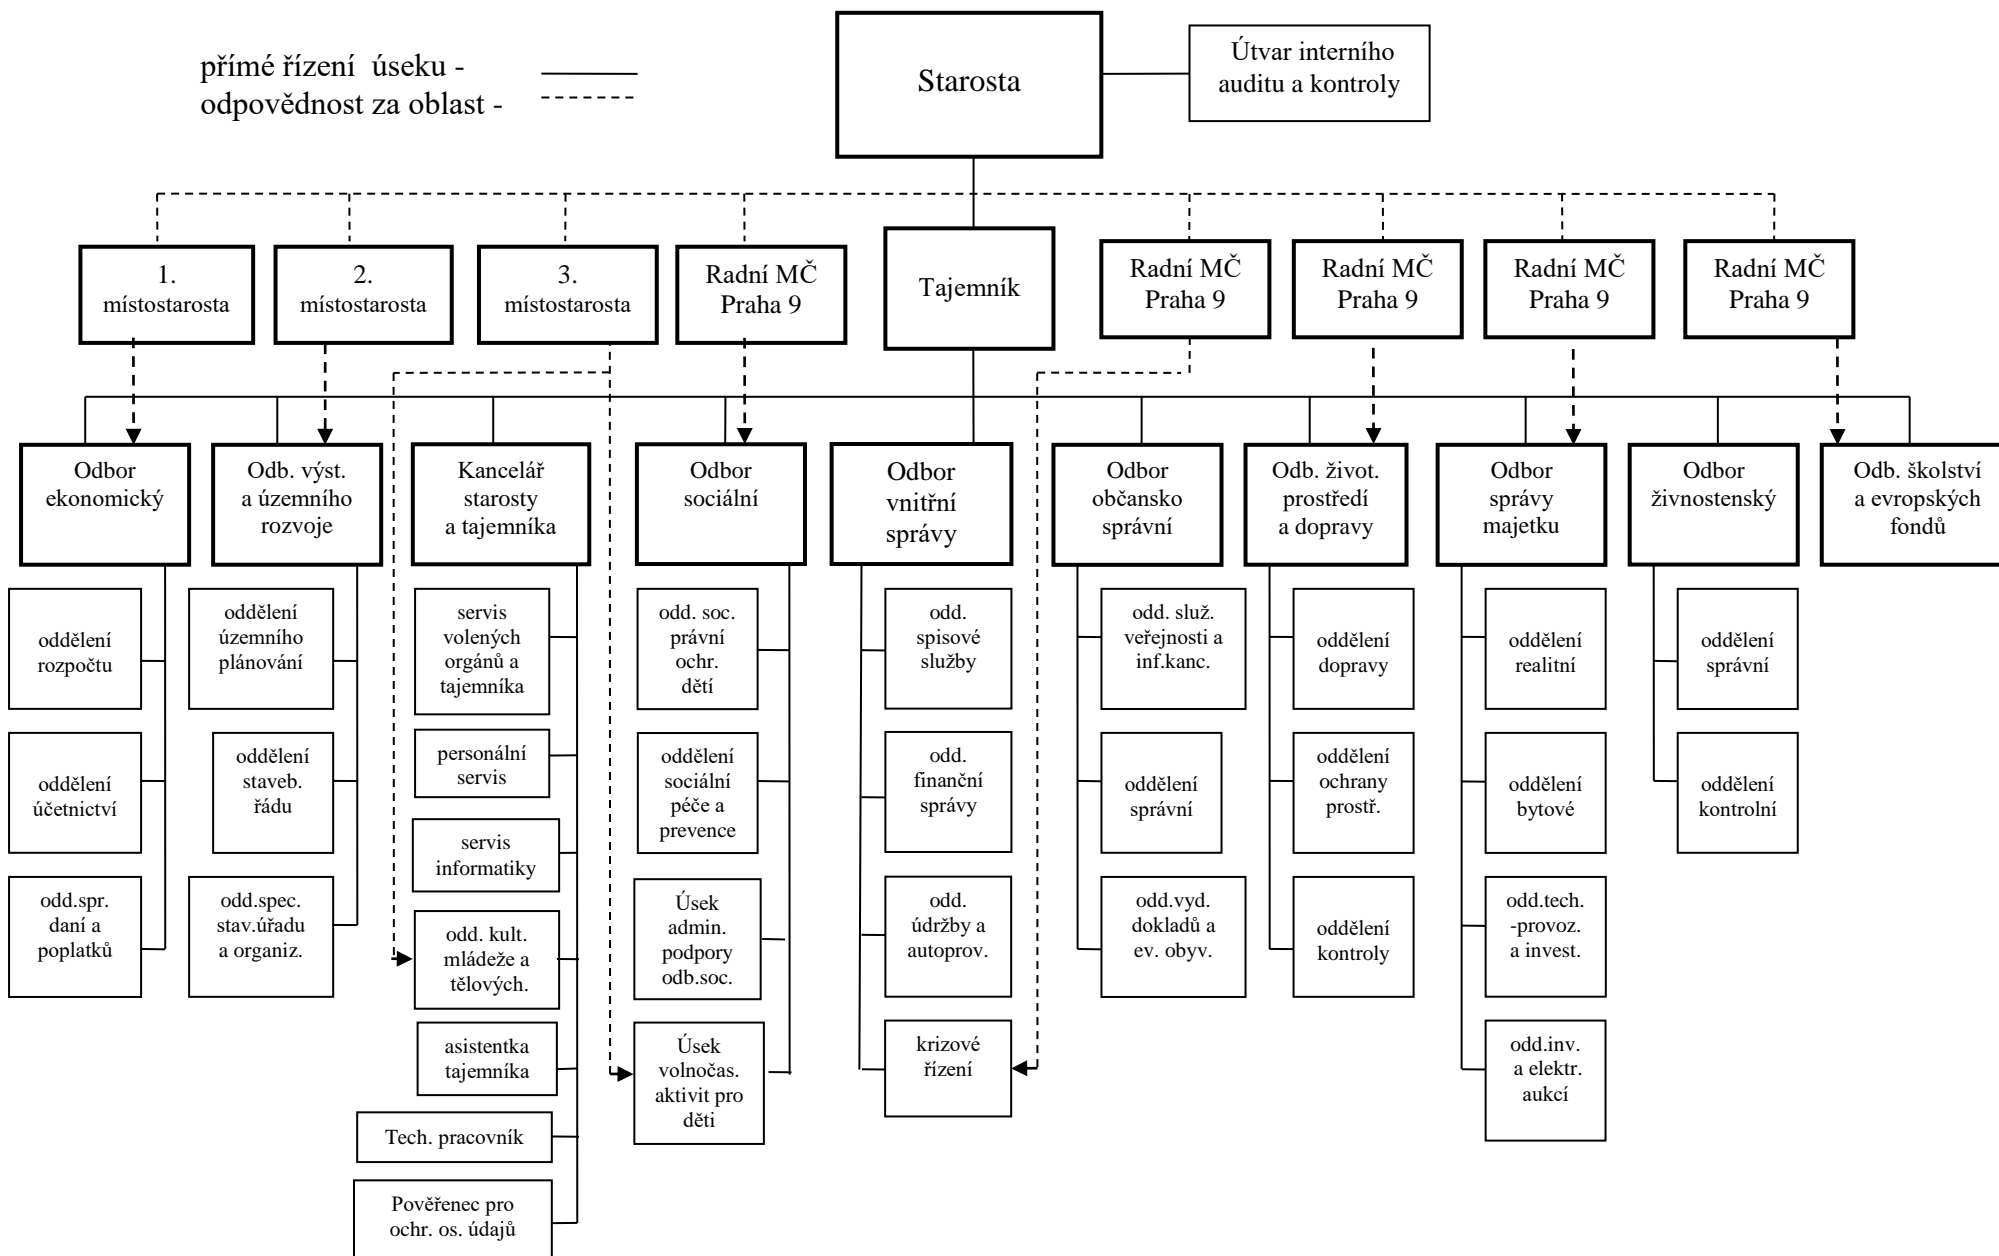 přímé řízení  úseku -
odpovědnost za oblast -
Starosta
Útvar interního
auditu a kontroly
1.
místostarosta
2.
místostarosta
3.
místostarosta
Radní MČ
Praha 9
Tajemník
Radní MČ
Praha 9
Radní MČ
Praha 9
Radní MČ
Praha 9
Radní MČ
Praha 9
Odbor
ekonomický
Odb. výst.
a územního
rozvoje
Kancelář
starosty
a tajemníka
Odbor
sociální
Odbor
vnitřní
správy
Odbor
občansko
správní
Odb. život.
prostředí
a dopravy
Odbor
správy
majetku
Odbor
živnostenský
Odb. školství
a evropských
fondů
oddělení
rozpočtu
oddělení
účetnictví
odd.spr.
daní a
poplatků
oddělení
územního
plánování
oddělení
staveb.
řádu
odd.spec.
stav.úřadu
a organiz.
servis
volených
orgánů a
tajemníka
personální
servis
servis
informatiky
odd. kult.
mládeže a
tělových.
asistentka
tajemníka
Tech. pracovník
Pověřenec pro
ochr. os. údajů
odd. soc.
právní
ochr.
dětí
oddělení
sociální
péče a
prevence
Úsek
admin.
podpory
odb.soc.
Úsek
volnočas.
aktivit pro
děti
odd.
spisové
služby
odd.
finanční
správy
odd.
údržby a
autoprov.
krizové
řízení
odd. služ.
veřejnosti a
inf.kanc.
oddělení
správní
odd.vyd.
dokladů a
ev. obyv.
oddělení
dopravy
oddělení
ochrany
prostř.
oddělení
kontroly
oddělení
realitní
oddělení
bytové
odd.tech.
-provoz.
a invest.
odd.inv.
a elektr.
aukcí
oddělení
správní
oddělení
kontrolní